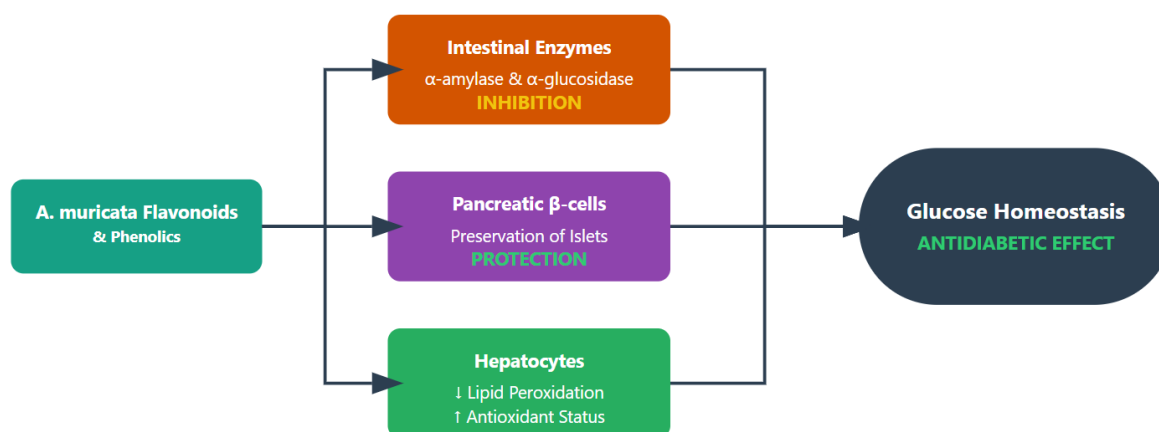 A. muricata Flavonoids
& Phenolics
Intestinal Enzymes
α-amylase & α-glucosidase
INHIBITION
Pancreatic β-cells
Preservation of Islets
PROTECTION
Hepatocytes
↓ Lipid Peroxidation
↑ Antioxidant Status
Glucose Homeostasis
ANTIDIABETIC EFFECT